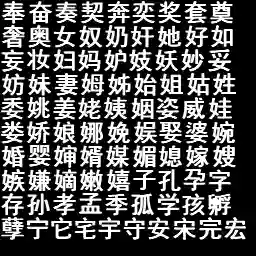 奉奋奏契奔奕奖套奠
奢奥女奴奶奸她好如
妄妆妇妈妒妓妖妙妥
妨妹妻妾姆姊始姐姑姓
委姚姜姥姨姻姿威娃
娄娇娘娜娩娱娶婆婉
婚婴婶婿媒媚媳嫁嫂
嫉嫌嫡嫩嬉子孔孕字
存孙孝孟季孤学孩孵
孽宁它宅宇守安宋完宏